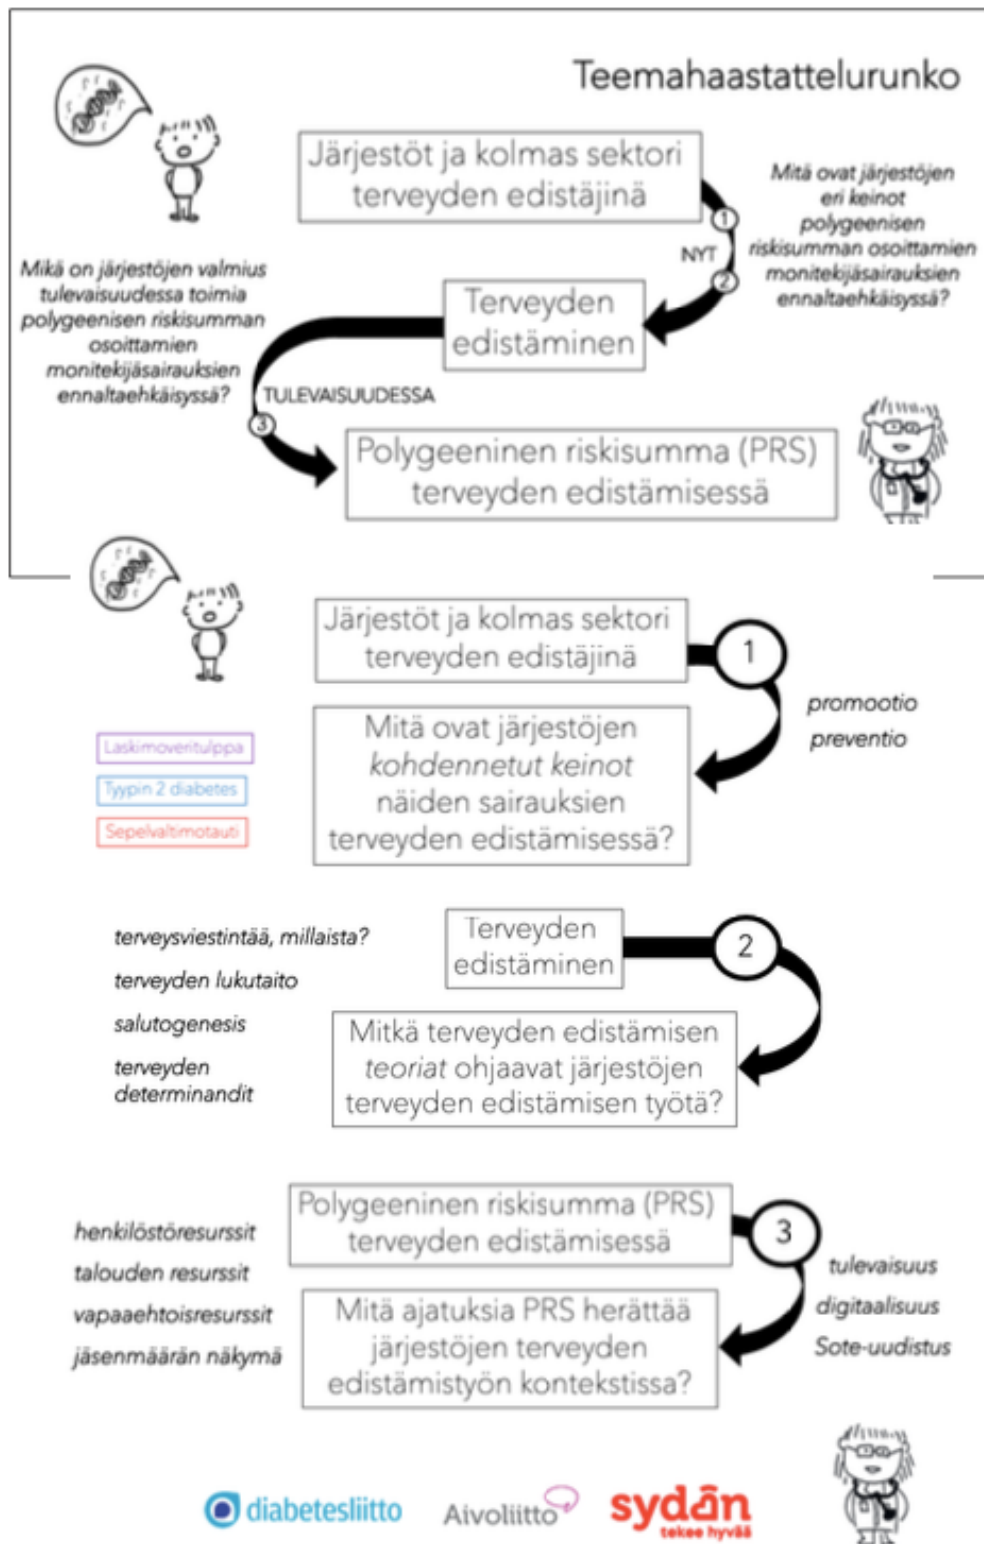 Teemahaastattelurunko
Järjestöt ja kolmas sektori
terveyden edistäjinä
Mitä ovat järjestöjen
eri keinot
polygeenisen
riskisumman osoittamien
monitekijäsairauksien
ennaltaehkäisyssä?
1
NYT
2
Mikä on järjestöjen valmius
tulevaisuudessa toimia
polygeenisen riskisumman
osoittamien
monitekijäsairauksien
ennaltaehkäisyssä?
Terveyden
edistäminen
TULEVAISUUDESSA
3
Polygeeninen riskisumma (PRS)
terveyden edistämisessä
Järjestöt ja kolmas sektori
terveyden edistäjinä
1
promootio
preventio
Laskimoveritulppa
Tyypin 2 diabetes
Sepelvaltimotauti
Mitä ovat järjestöjen
kohdennetut keinot
näiden sairauksien
terveyden edistämisessä?
terveysviestintää, millaista?
terveyden lukutaito
salutogenesis
terveyden
determinandit
Terveyden
edistäminen
2
Mitkä terveyden edistämisen
teoriat ohjaavat järjestöjen
terveyden edistämisen työtä?
Polygeeninen riskisumma (PRS)
terveyden edistämisessä
3
henkilöstöresurssit
talouden resurssit
vapaaehtoisresurssit
jäsenmäärän näkymä
Mitä ajatuksia PRS herättää
järjestöjen terveyden
edistämistyön kontekstissa?
tulevaisuus
digitaalisuus
Sote-uudistus
diabetesliitto
Aivoliitto
sydän
tekee hyvää